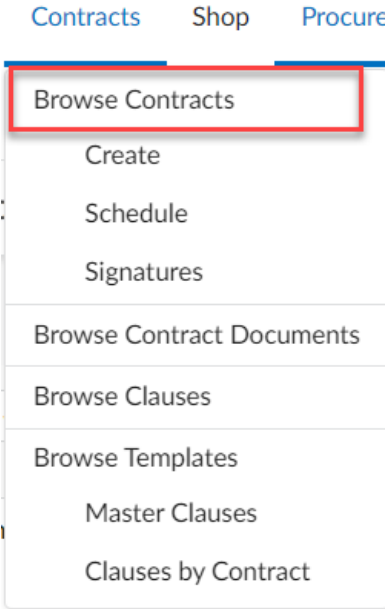 Contracts Shop Procure
Browse Contracts
Create
Schedule
Signatures
Browse Contract Documents
Browse Clauses
Browse Templates
Master Clauses
Clauses by Contract